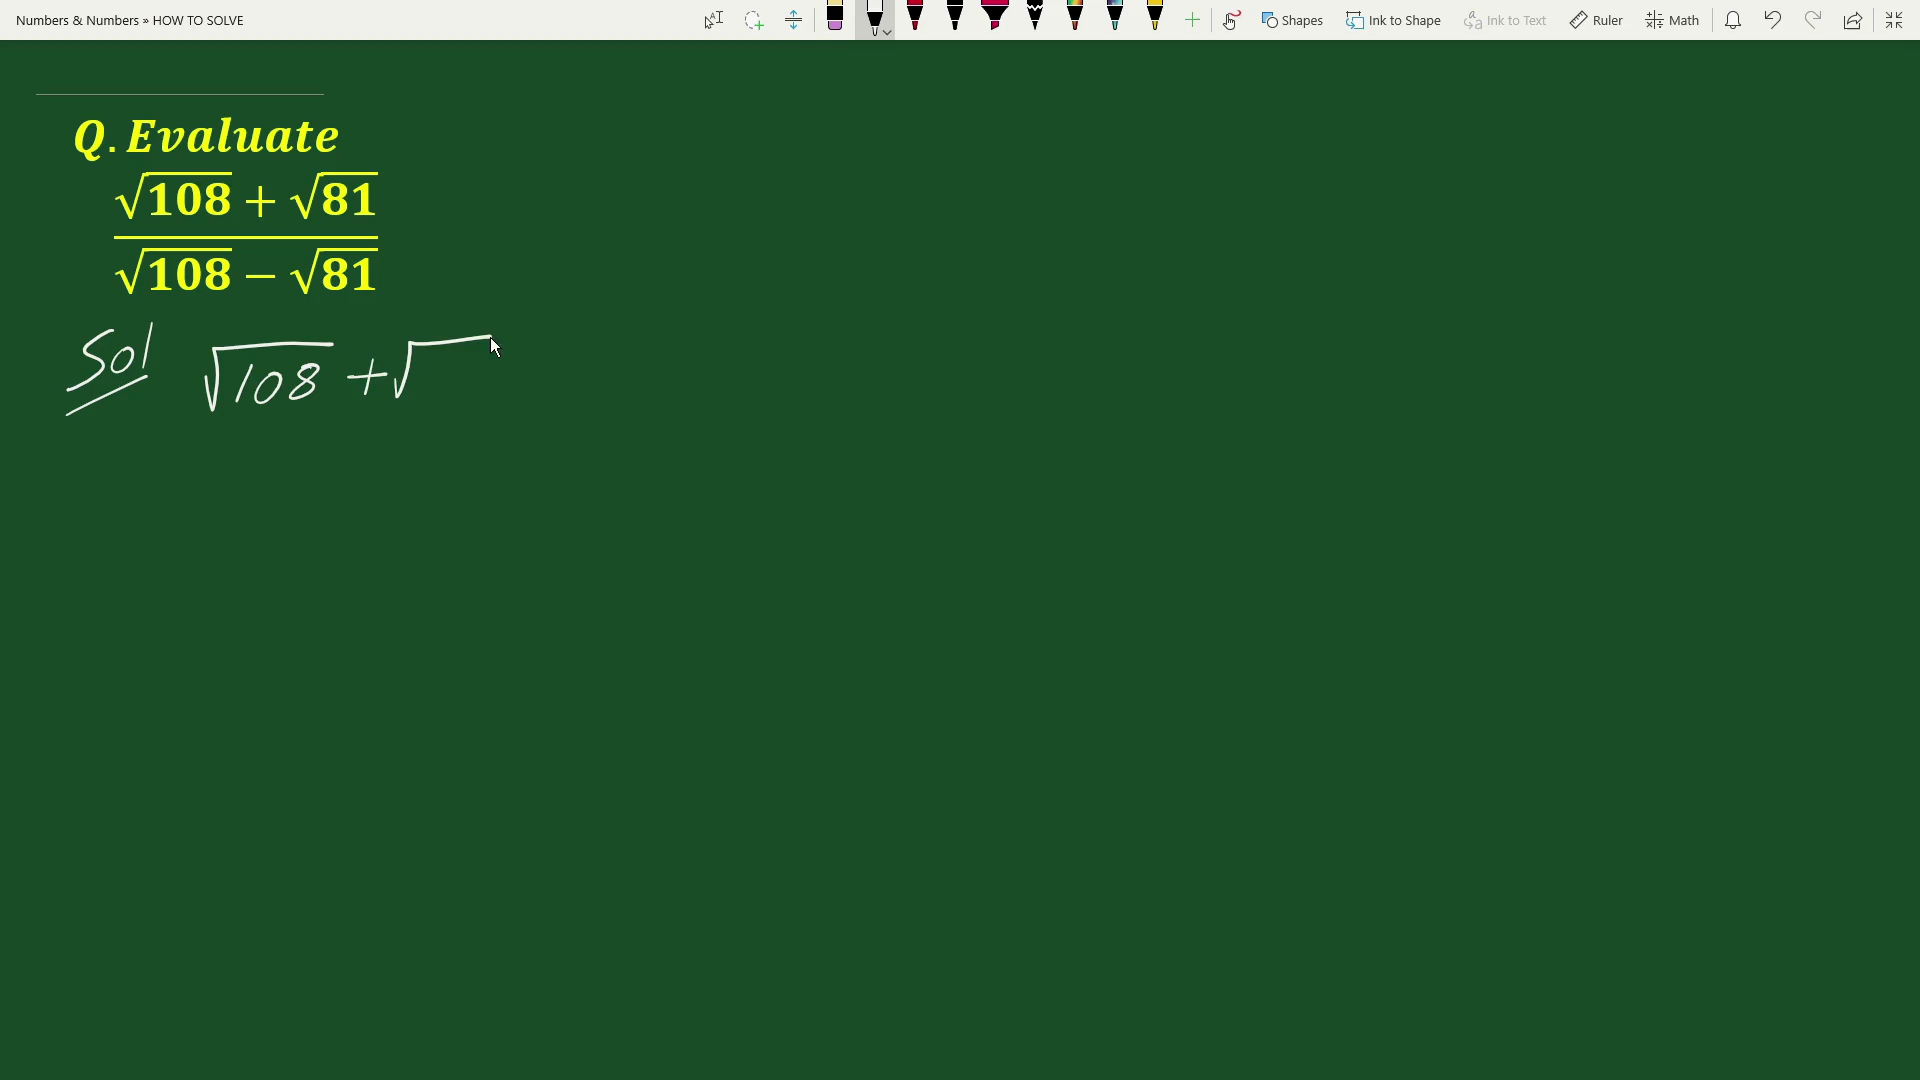 Numbers & Numbers » HOW TO SOLVE Shapes Ink to Shape Ink to Text Ruler Math
Q. Evaluate
√108 + √81
√108 − √81
Sol √108 + √